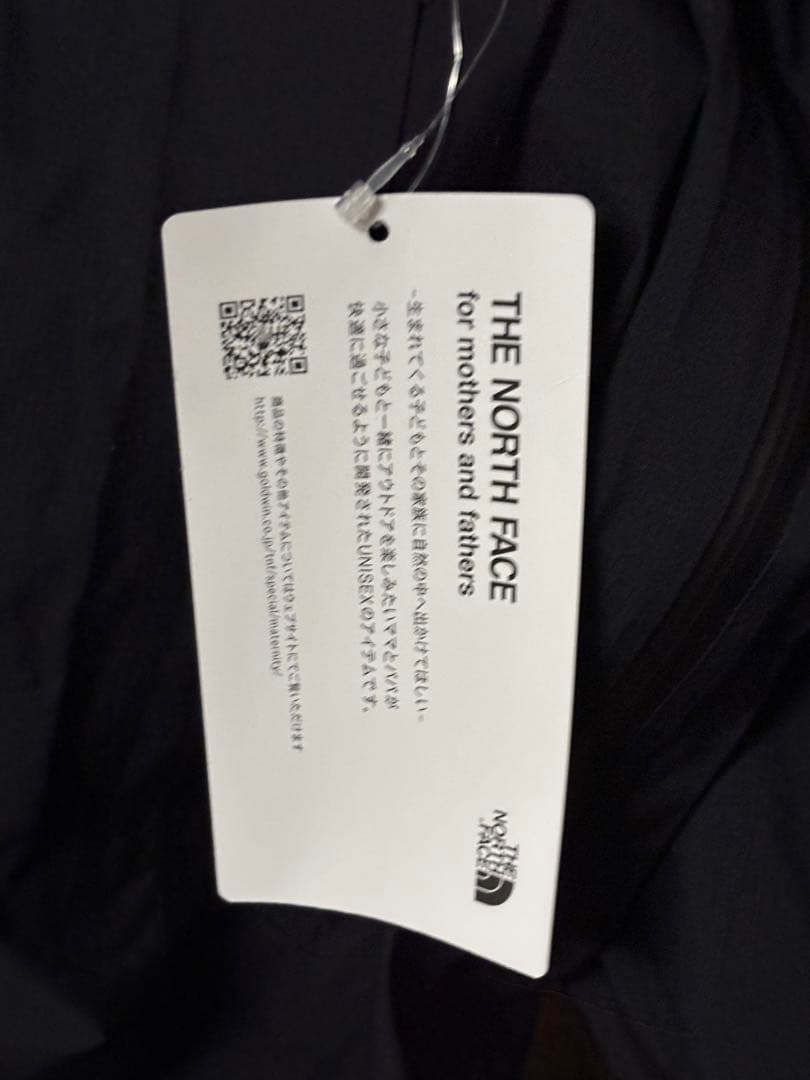 THE NORTH FACE
for mothers and fathers
-生まれてくる子どもとその家族に自然の中へ出かけてほしい-
小さな子どもと一緒にアウトドアを楽しみたいママとパパが
快適に過ごせるように開発されたUNISEXのアイテムです。
商品の特徴やその他アイテムについてはウェブサイトにてご覧いただけます
http://www.goldwin.co.jp/tnf/special/maternity/
THE
NORTH
FACE